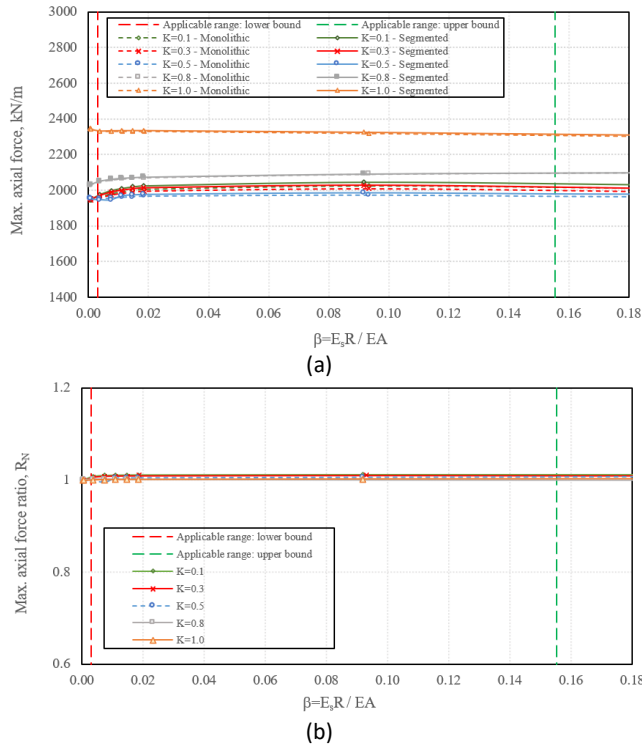 3000
2800
2600
2400
2200
2000
1800
1600
1400
Max. axial force, kN/m
Applicable range: lower bound
Applicable range: upper bound
K=0.1 - Monolithic
K=0.1 - Segmented
K=0.3 - Monolithic
K=0.3 - Segmented
K=0.5 - Monolithic
K=0.5 - Segmented
K=0.8 - Monolithic
K=0.8 - Segmented
K=1.0 - Monolithic
K=1.0 - Segmented
0.00 0.02 0.04 0.06 0.08 0.10 0.12 0.14 0.16 0.18
β=EsR / EA
(a)
1.2
1
0.8
0.6
Max. axial force ratio, RN
Applicable range: lower bound
Applicable range: upper bound
K=0.1
K=0.3
K=0.5
K=0.8
K=1.0
0.00 0.02 0.04 0.06 0.08 0.10 0.12 0.14 0.16 0.18
β=EsR / EA
(b)